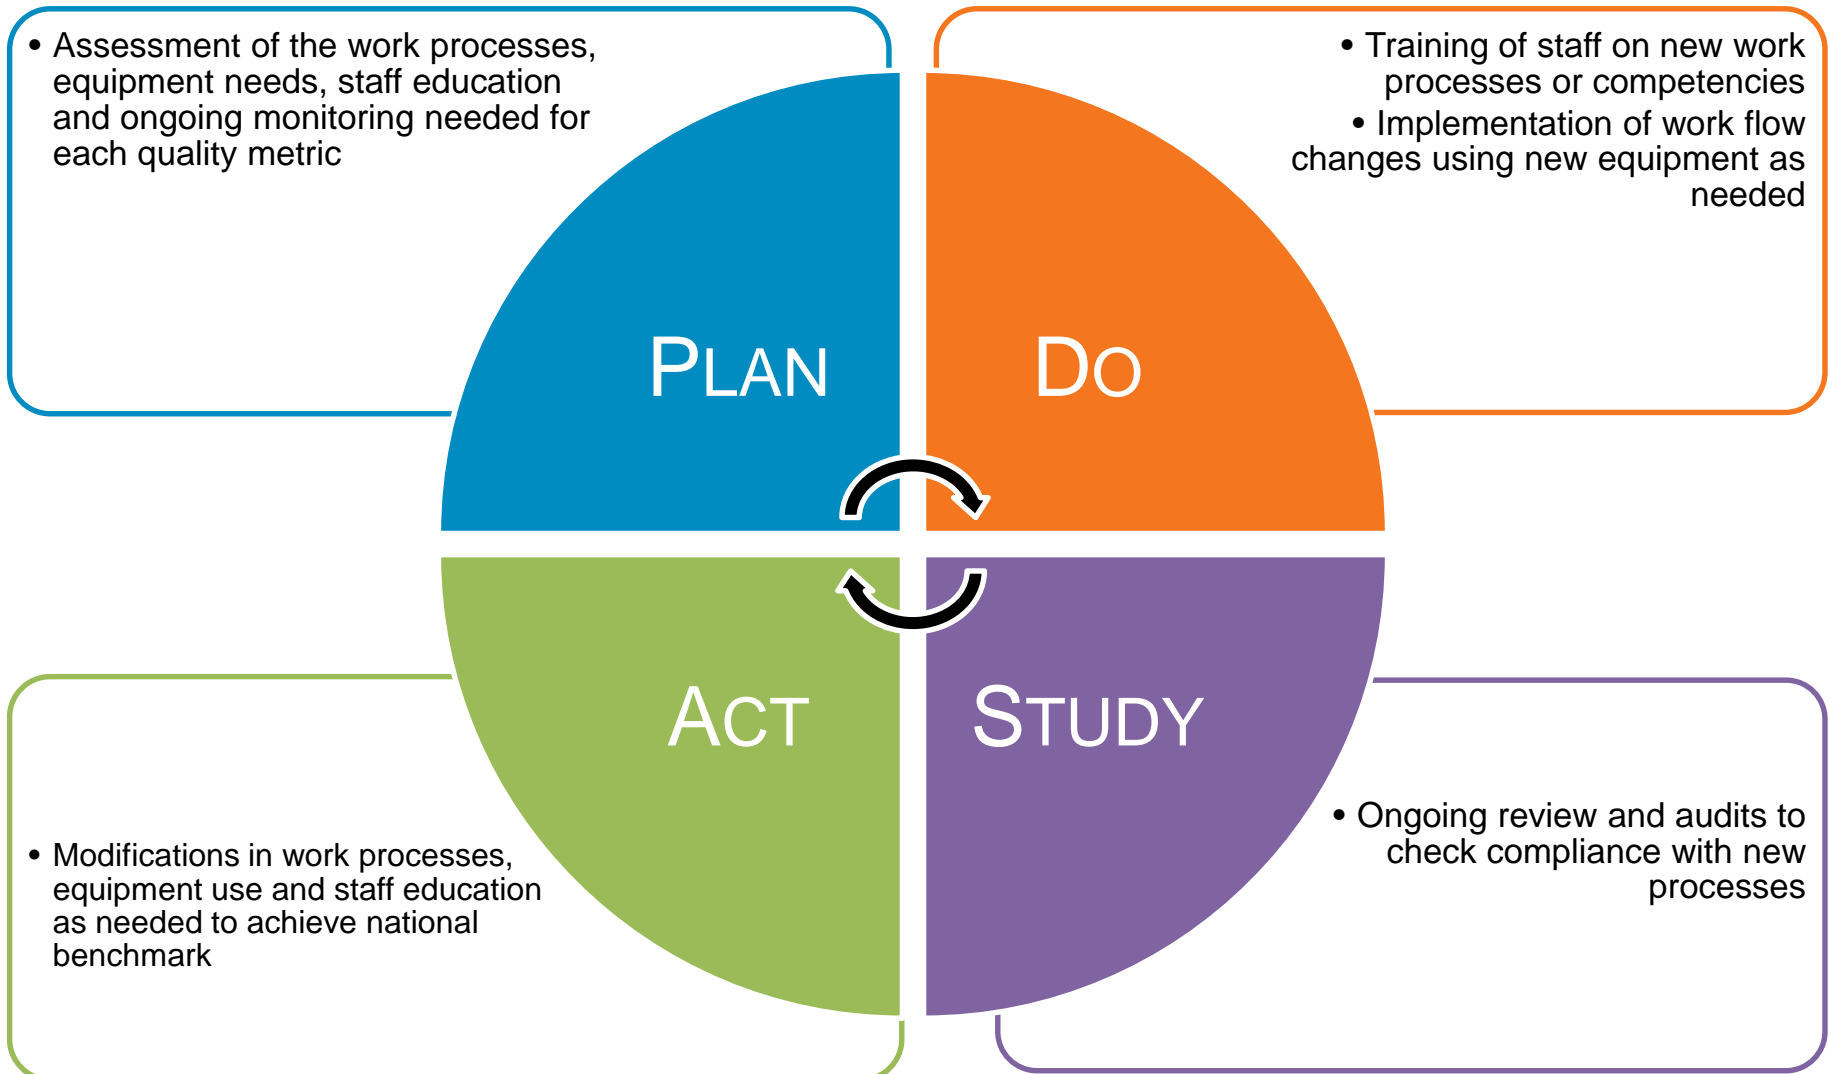 • Assessment of the work processes,
equipment needs, staff education
and ongoing monitoring needed for
each quality metric
• Training of staff on new work
processes or competencies
• Implementation of work flow
changes using new equipment as
needed
PLAN
DO
ACT
STUDY
• Modifications in work processes,
equipment use and staff education
as needed to achieve national
benchmark
• Ongoing review and audits to
check compliance with new
processes